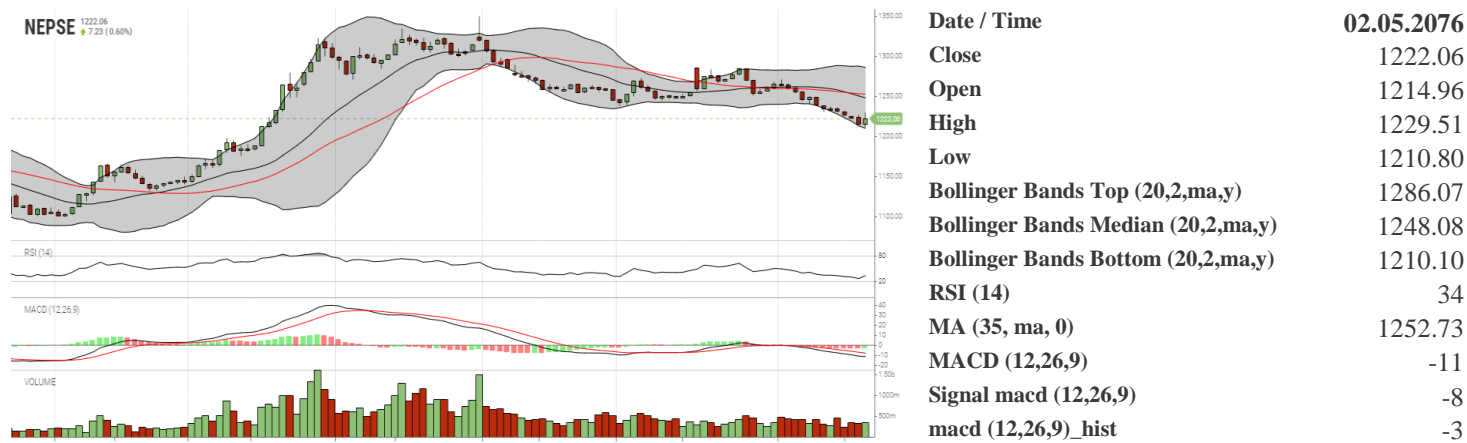 NEPSE 1222.06
7.23 ( 0.60%)
1350.00
1300.00
1250.00
1222.06
1200.00
1150.00
1100.00
RSI (14)
80
20
MACD (12,26,9)
40
30
20
10
0
-10
-20
VOLUME
1.50b
1000m
500m
Date / Time 02.05.2076
Close 1222.06
Open 1214.96
High 1229.51
Low 1210.80
Bollinger Bands Top (20,2,ma,y) 1286.07
Bollinger Bands Median (20,2,ma,y) 1248.08
Bollinger Bands Bottom (20,2,ma,y) 1210.10
RSI (14) 34
MA (35, ma, 0) 1252.73
MACD (12,26,9) -11
Signal macd (12,26,9) -8
macd (12,26,9)_hist -3